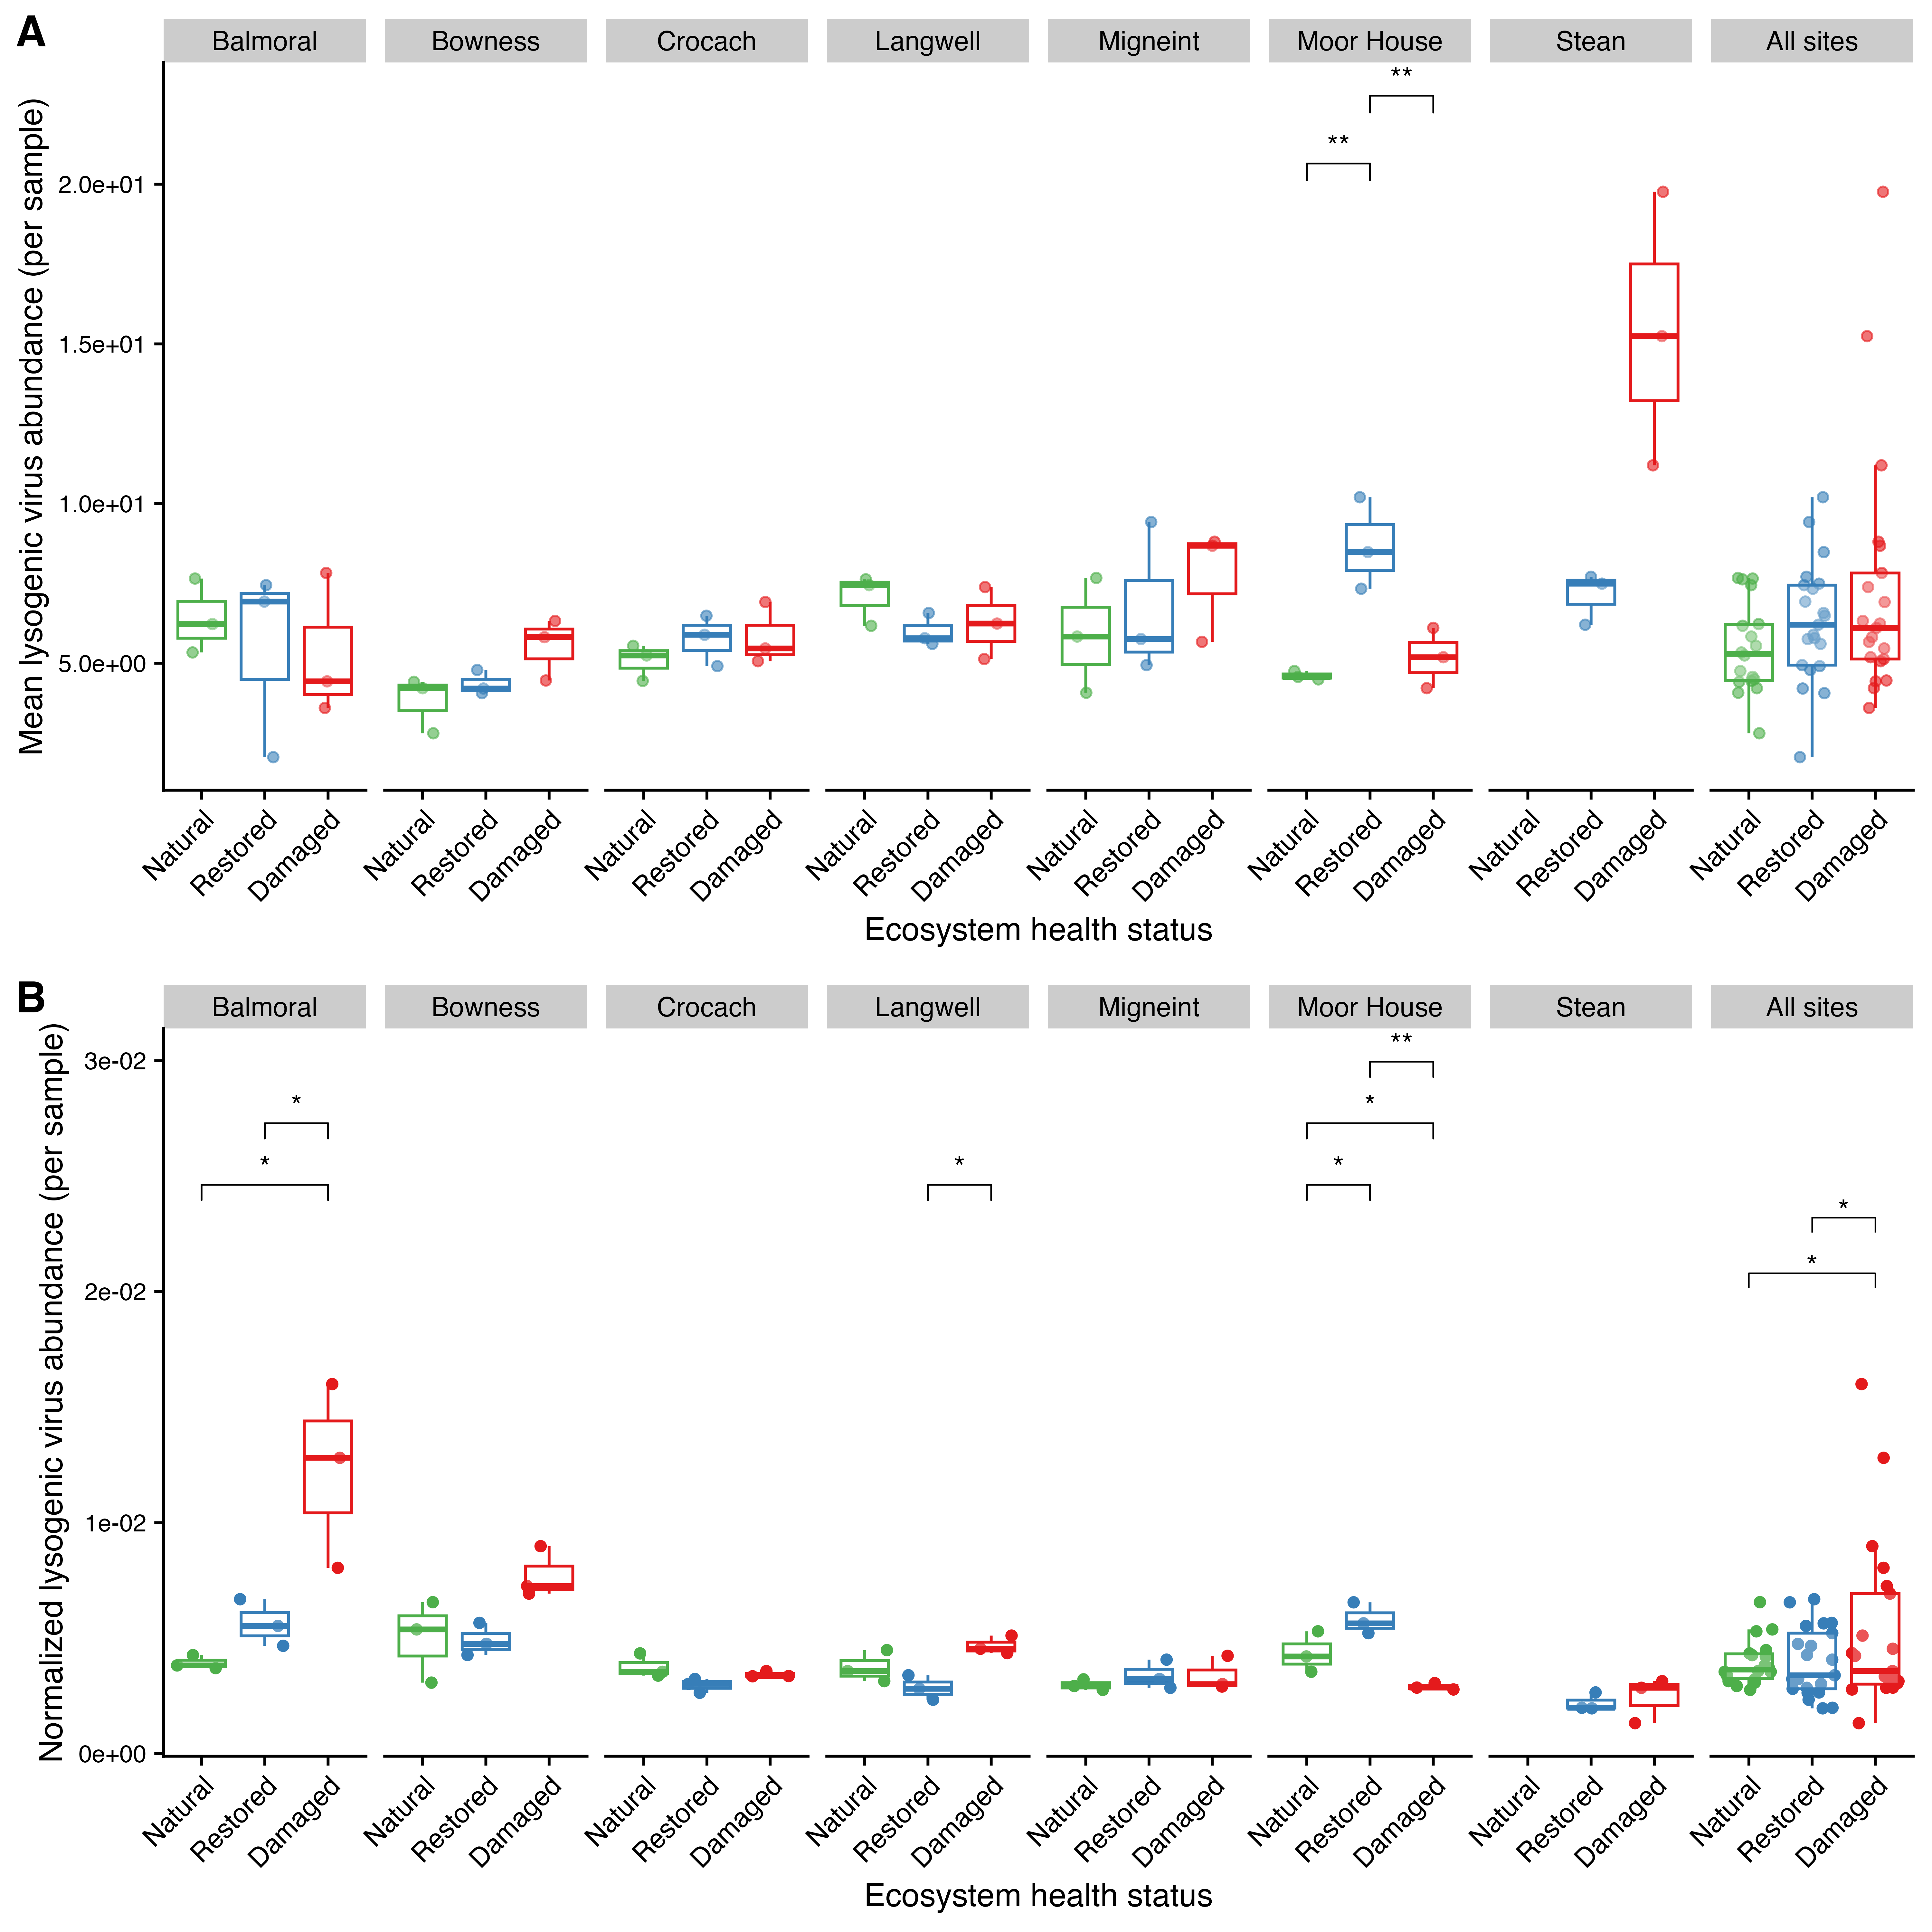 A
Balmoral Bowness Crocach Langwell Migneint Moor House Stean All sites
Mean lysogenic virus abundance (per sample)
** 
**
2.0e+01
1.5e+01
1.0e+01
5.0e+00
Natural Restored Damaged Natural Restored Damaged Natural Restored Damaged Natural Restored Damaged Natural Restored Damaged Natural Restored Damaged Natural Restored Damaged Natural Restored Damaged
Ecosystem health status
B
Balmoral Bowness Crocach Langwell Migneint Moor House Stean All sites
Normalized lysogenic virus abundance (per sample)
**
3e-02
* *
* * *
*
*
2e-02
1e-02
0e+00
Natural Restored Damaged Natural Restored Damaged Natural Restored Damaged Natural Restored Damaged Natural Restored Damaged Natural Restored Damaged Natural Restored Damaged Natural Restored Damaged
Ecosystem health status